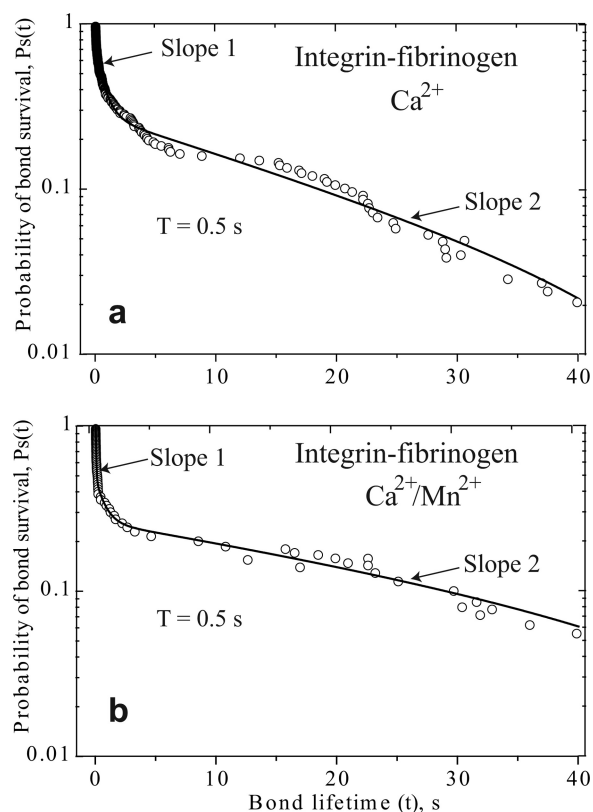 1
Slope 1
Integrin-fibrinogen
Ca2+
0.1
Slope 2
T = 0.5 s
a
0.01
0 10 20 30 40
Probability of bond survival, Ps(t)
1
Slope 1
Integrin-fibrinogen
Ca2+/Mn2+
Slope 2
0.1
T = 0.5 s
b
0.01
0 10 20 30 40
Probability of bond survival, Ps(t)
Bond lifetime (t), s